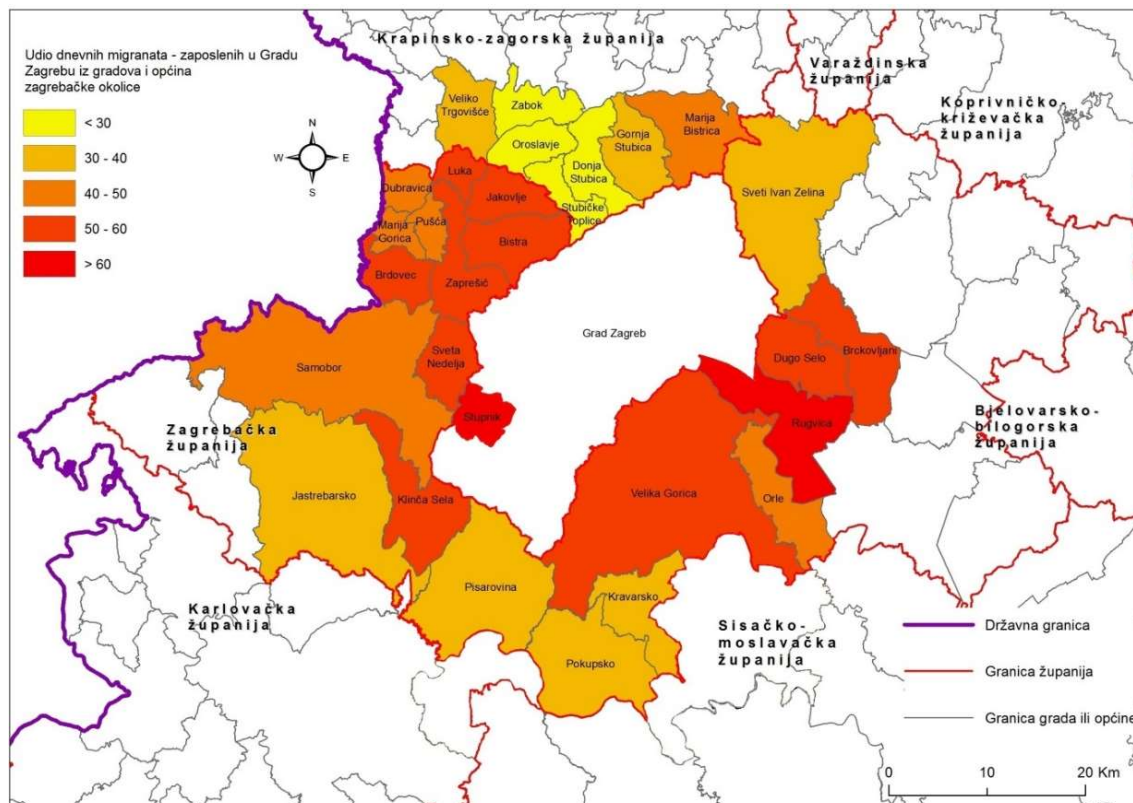 Udio dnevnih migranata - zaposlenih u Gradu
Zagrebu iz gradova i općina
zagrebačke okolice
< 30
30 - 40
40 - 50
50 - 60
> 60
N
W E
S
Krapinsko-zagorska županija
Varaždinska
županija
Koprivničko-
križevačka
županija
Veliko
Trgovišće
Zabok
Oroslavje
Donja
Stubica
Gornja
Stubica
Marija
Bistrica
Stubičke
Toplice
Sveti Ivan Zelina
Luka
Dubravica
Jakovlje
Pušća
Marija
Gorica
Bistra
Brdovec
Zaprešić
Grad Zagreb
Samobor
Sveta
Nedelja
Stupnik
Dugo Selo
Brckovljani
Rugvica
Zagrebačka
županija
Bjelovarsko-
bilogorska
županija
Jastrebarsko
Klinča Sela
Velika Gorica
Orle
Pisarovina
Kravarsko
Pokupsko
Karlovačka
županija
Sisačko-
moslavačka
županija
Državna granica
Granica županija
Granica grada ili općine
0 10 20 Km